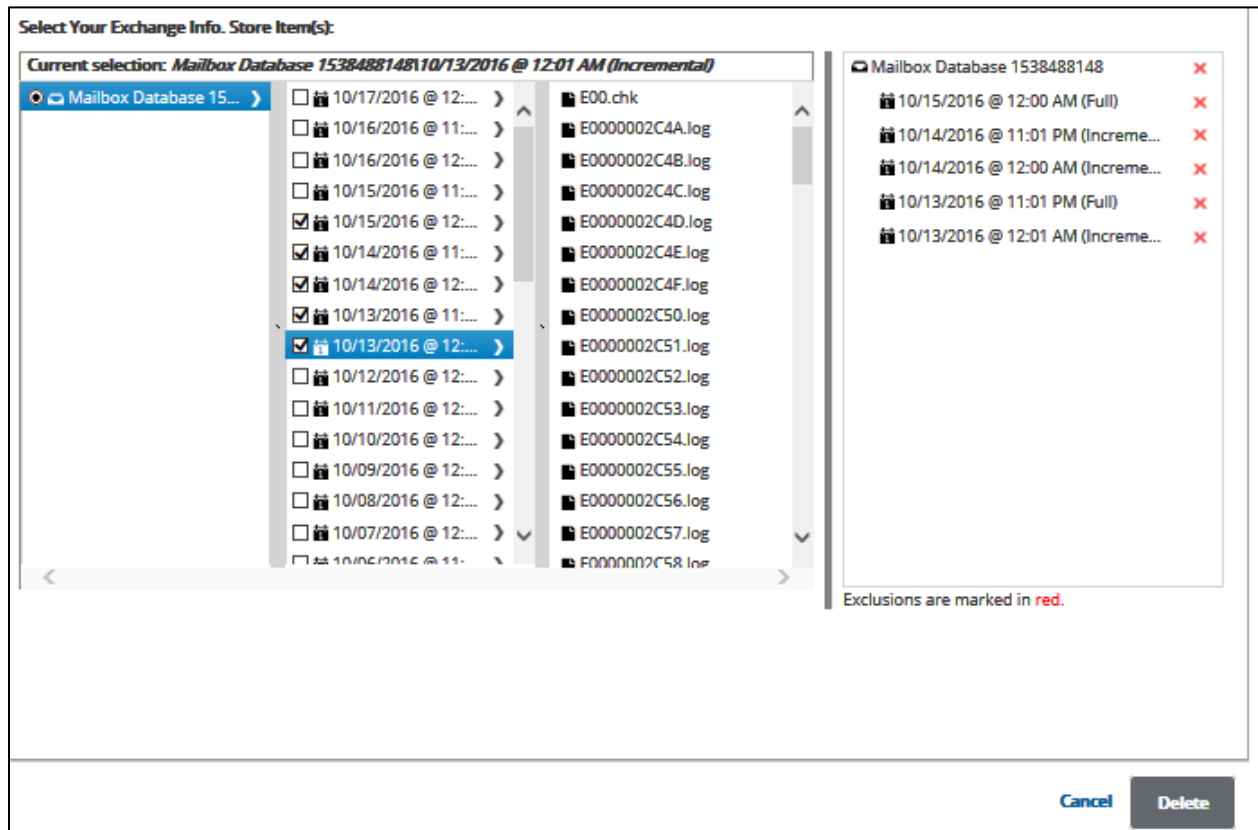 Select Your Exchange Info. Store Item(s):
Current selection: Mailbox Database 1538488148\10/13/2016 @ 12:01 AM (Incremental)
Mailbox Database 15...
10/17/2016 @ 12:...
10/16/2016 @ 11:...
10/16/2016 @ 12:...
10/15/2016 @ 11:...
10/15/2016 @ 12:...
10/14/2016 @ 11:...
10/14/2016 @ 12:...
10/13/2016 @ 11:...
10/13/2016 @ 12:...
10/12/2016 @ 12:...
10/11/2016 @ 12:...
10/10/2016 @ 12:...
10/09/2016 @ 12:...
10/08/2016 @ 12:...
10/07/2016 @ 12:...
10/06/2016 @ 11:
E00.chk
E0000002C4A.log
E0000002C4B.log
E0000002C4C.log
E0000002C4D.log
E0000002C4E.log
E0000002C4F.log
E0000002C50.log
E0000002C51.log
E0000002C52.log
E0000002C53.log
E0000002C54.log
E0000002C55.log
E0000002C56.log
E0000002C57.log
E0000002C58.log
Mailbox Database 1538488148
10/15/2016 @ 12:00 AM (Full)
10/14/2016 @ 11:01 PM (Increme...
10/14/2016 @ 12:00 AM (Increme...
10/13/2016 @ 11:01 PM (Full)
10/13/2016 @ 12:01 AM (Increme...
Exclusions are marked in red.
Cancel
Delete